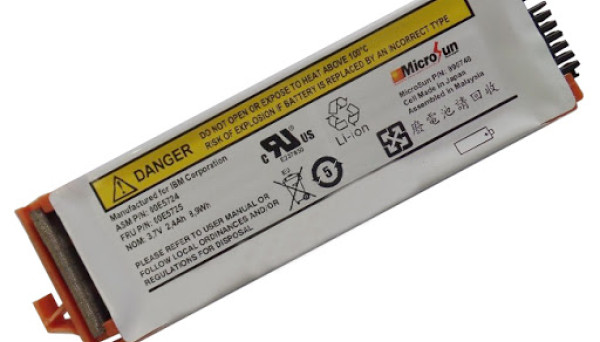 DANGER
DO NOT OPEN OR EXPOSE TO HEAT ABOVE 100°C
RISK OF EXPLOSION IF BATTERY IS REPLACED BY AN INCORRECT TYPE
MicroSun
MicroSun P/N: 990740
Cell Made in Japan
Assembled in Malaysia
Manufactured for IBM Corporation
ASM P/N: 00E5724
FRU P/N: 00E5725
NOM: 3.7V 2.4Ah 8.9Wh
C US
Li-ion
5
廢電池請回收
PLEASE REFER TO USER MANUAL OR
FOLLOW LOCAL ORDINANCES AND/OR
REGULATIONS FOR DISPOSAL